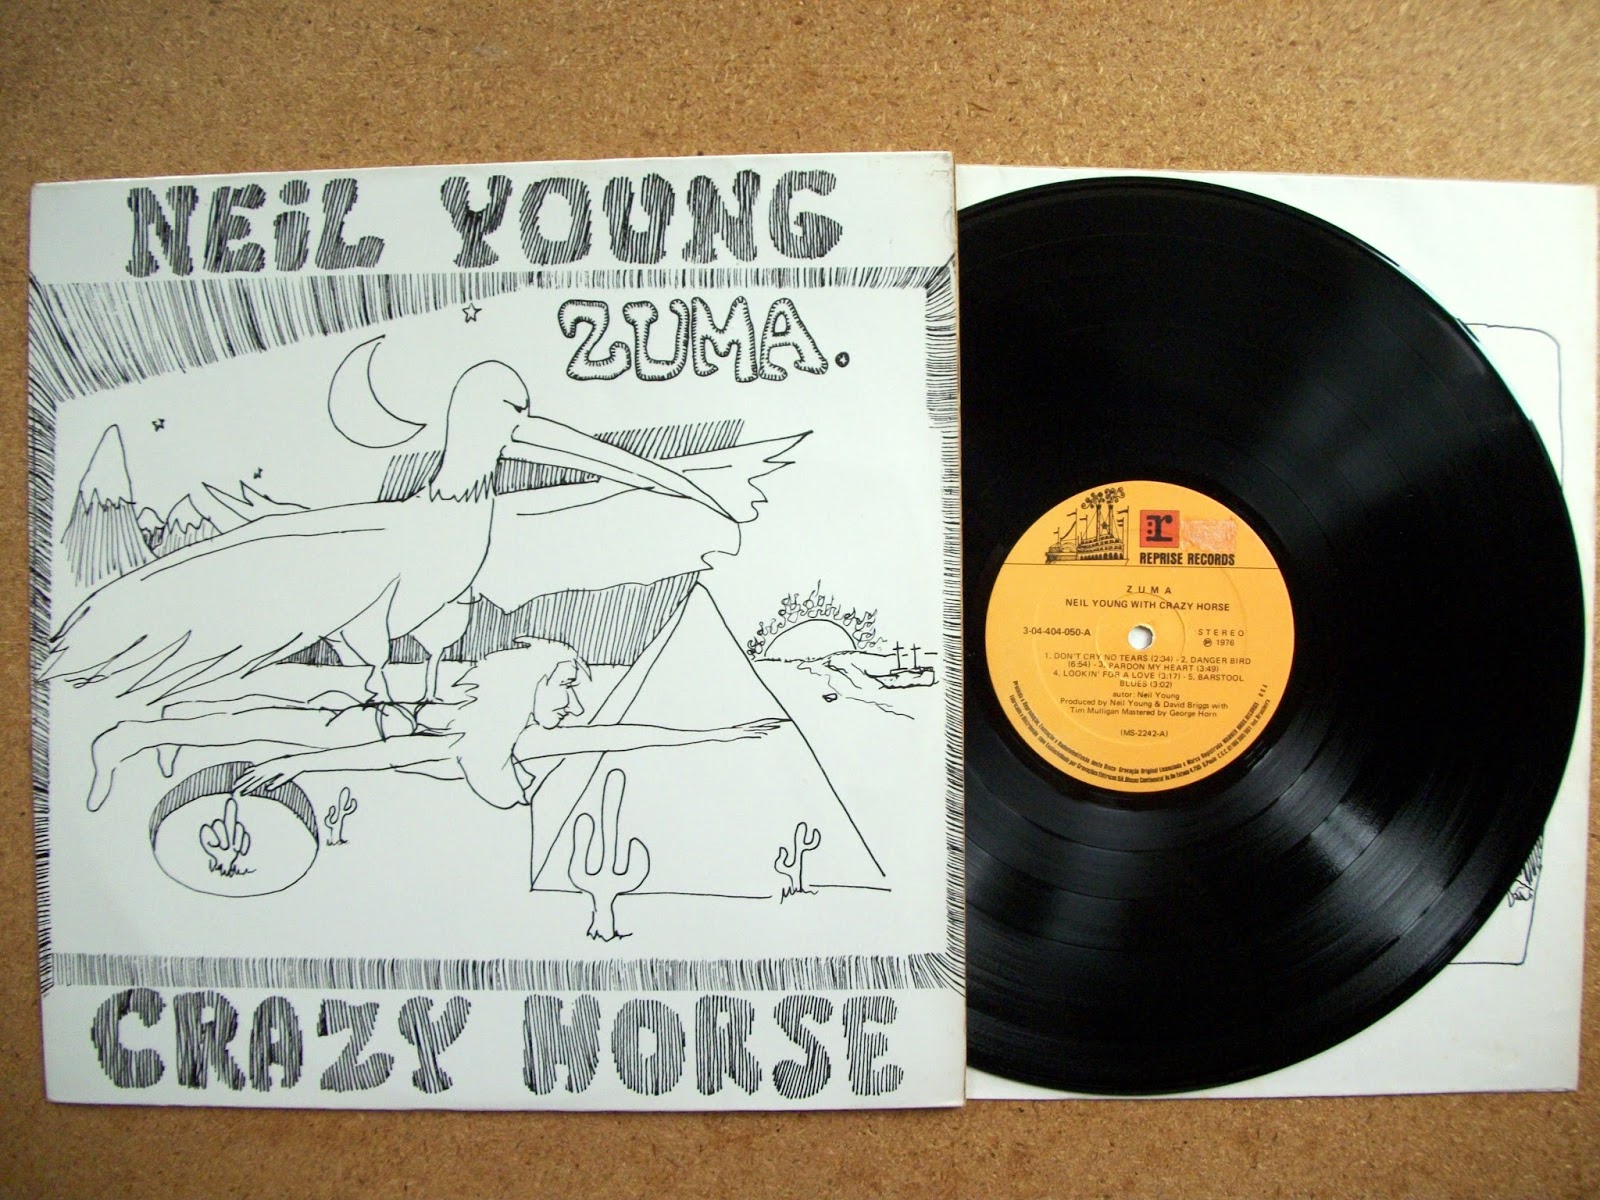 NEiL YOUNG
ZUMA.
CRAZY HORSE
r
REPRISE RECORDS
ZUMA
NEIL YOUNG WITH CRAZY HORSE
3-04-404-050-A
STEREO
℗ 1976
1. DON'T CRY NO TEARS (2:34) - 2. DANGER BIRD
(6:54) - 3. PARDON MY HEART (3:49)
4. LOOKIN' FOR A LOVE (3:17) - 5. BARSTOOL
BLUES (3:02)
autor: Neil Young
Produced by Neil Young & David Briggs with
Tim Mulligan Mastered by George Horn
(MS-2242-A)